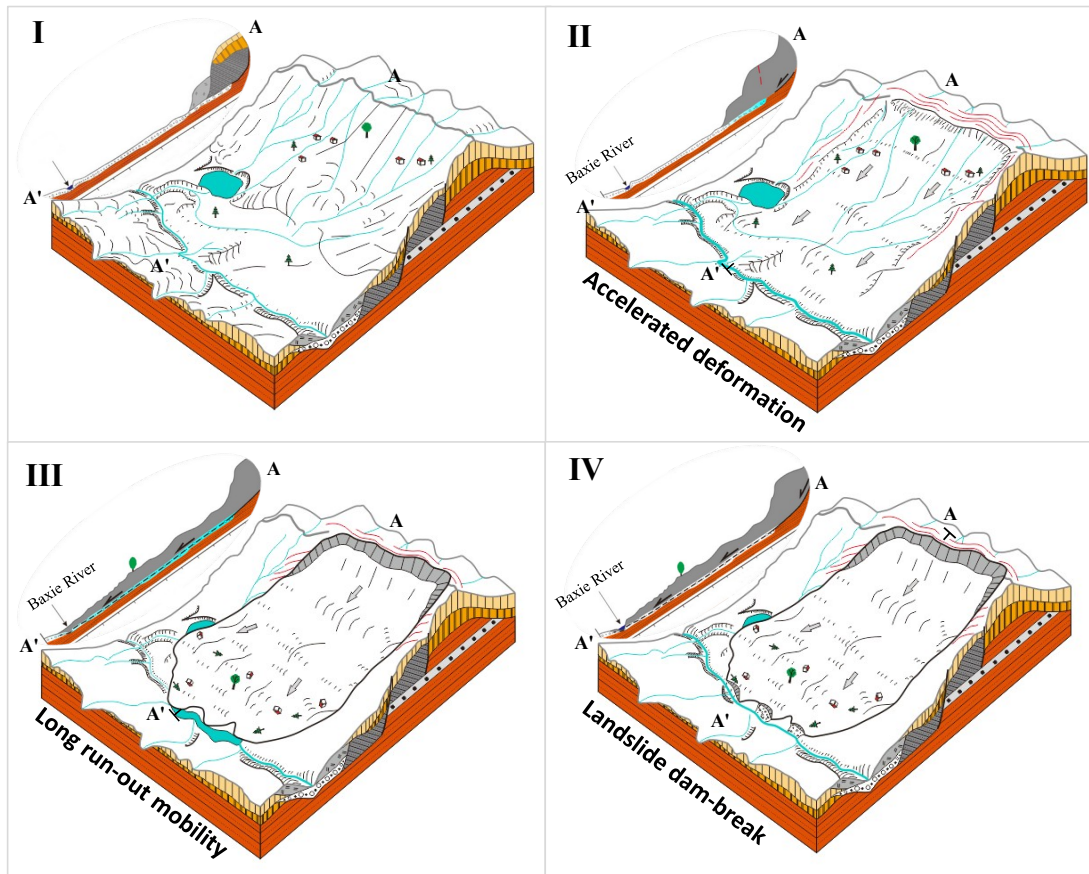 I
A
A
A'
A'
II
A
A
Baxie River
A'
A'
Accelerated deformation
III
A
A
Baxie River
A'
A'
Long run-out mobility
IV
A
A
Baxie River
A'
A'
Landslide dam-break